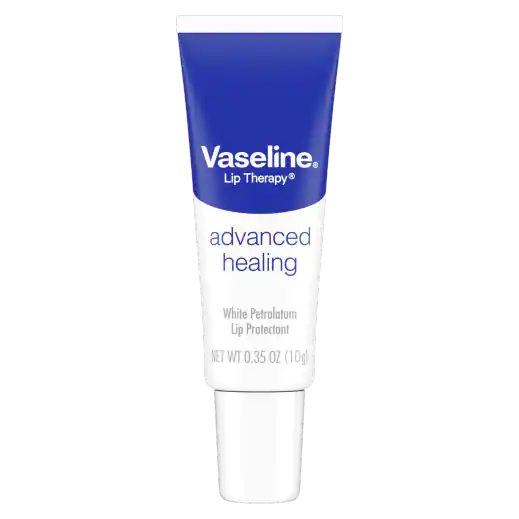 Vaseline®
Lip Therapy®
advanced
healing
White Petrolatum
Lip Protectant
NET WT 0.35 OZ (10g)